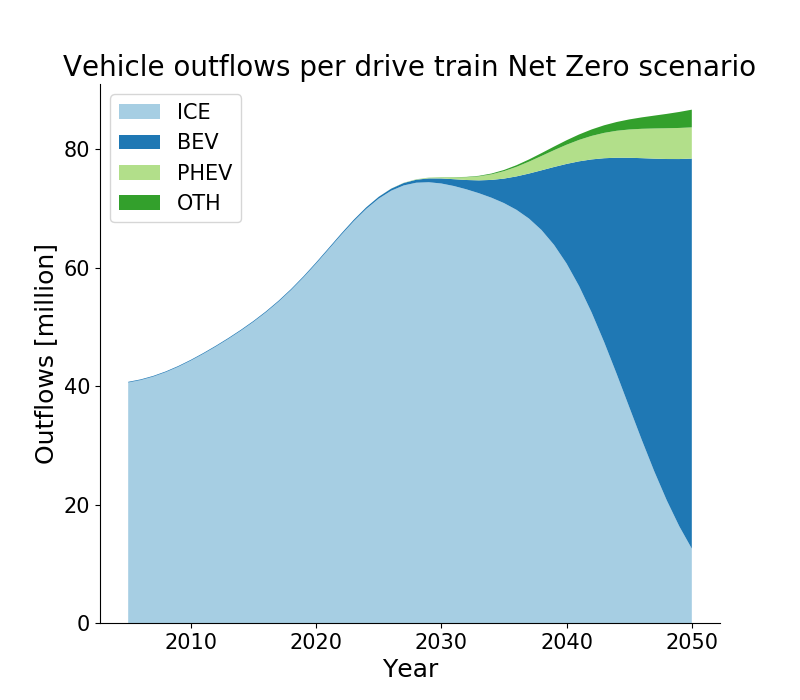 Vehicle outflows per drive train Net Zero scenario
ICE
BEV
PHEV
OTH
Outflows [million]
80
60
40
20
0
2010 2020 2030 2040 2050
Year